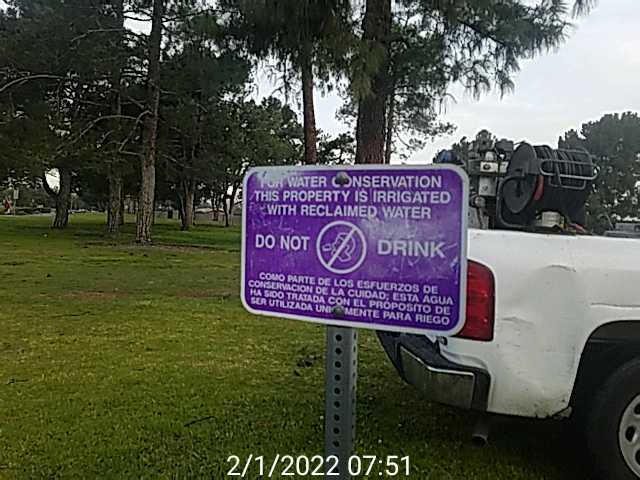 FOR WATER CONSERVATION
THIS PROPERTY IS IRRIGATED
WITH RECLAIMED WATER
DO NOT DRINK
COMO PARTE DE LOS ESFUERZOS DE
CONSERVACION DE LA CUIDAD; ESTA AGUA
HA SIDO TRATADA CON EL PROPOSITO DE
SER UTILIZADA UNICAMENTE PARA RIEGO
2/1/2022 07:51